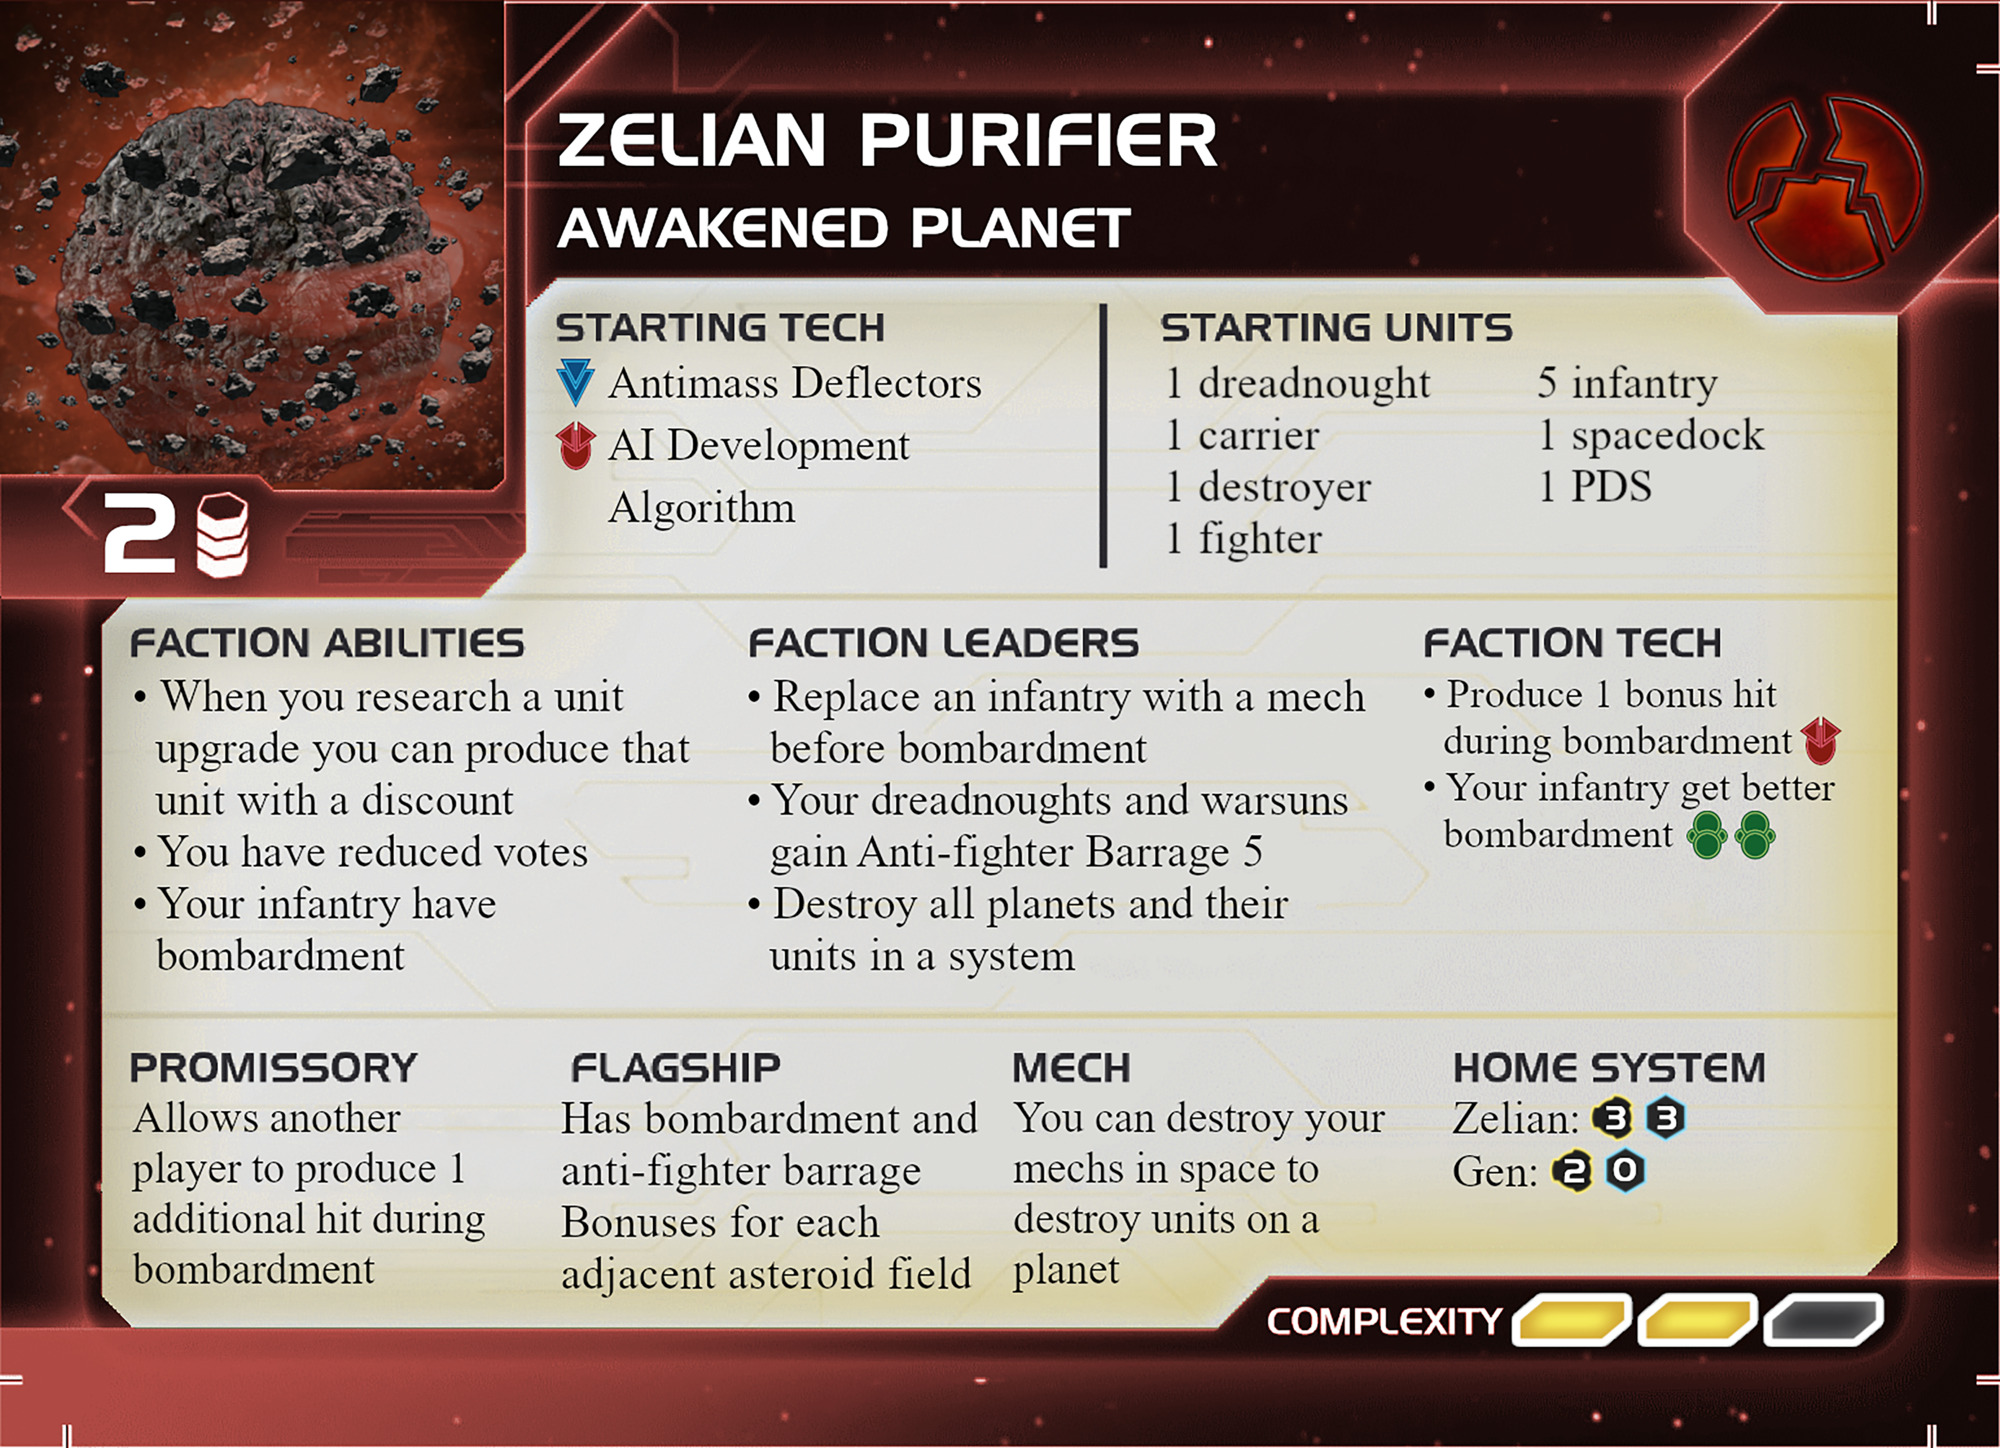 ZELIAN PURIFIER
AWAKENED PLANET
2
STARTING TECH
Antimass Deflectors
AI Development
Algorithm
STARTING UNITS
1 dreadnought
1 carrier
1 destroyer
1 fighter
5 infantry
1 spacedock
1 PDS
FACTION ABILITIES
• When you research a unit
upgrade you can produce that
unit with a discount
• You have reduced votes
• Your infantry have
bombardment
FACTION LEADERS
• Replace an infantry with a mech
before bombardment
• Your dreadnoughts and warsuns
gain Anti-fighter Barrage 5
• Destroy all planets and their
units in a system
FACTION TECH
• Produce 1 bonus hit
during bombardment
• Your infantry get better
bombardment
PROMISSORY
Allows another
player to produce 1
additional hit during
bombardment
FLAGSHIP
Has bombardment and
anti-fighter barrage
Bonuses for each
adjacent asteroid field
MECH
You can destroy your
mechs in space to
destroy units on a
planet
HOME SYSTEM
Zelian: 3 3
Gen: 2 0
COMPLEXITY